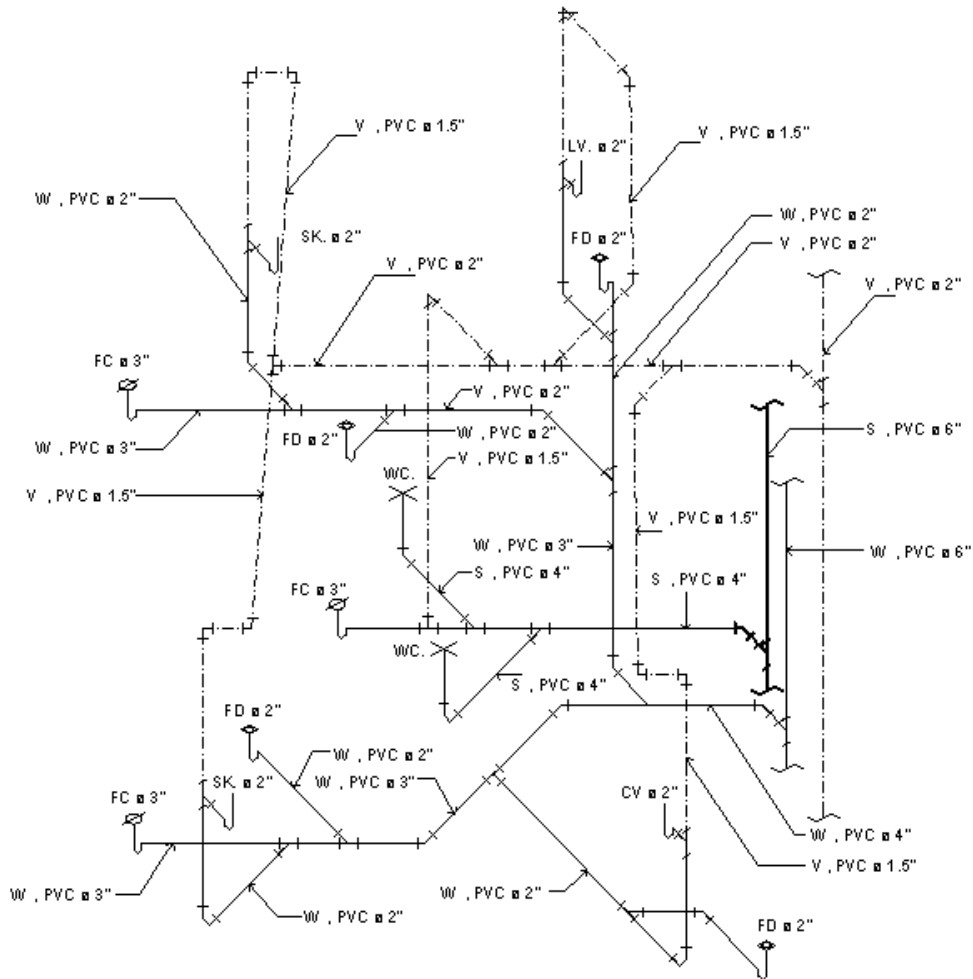 V , PVC ø 1.5"
LV. ø 2"
V , PVC ø 1.5"
W , PVC ø 2"
SK. ø 2"
FD ø 2"
W, PVC ø 2"
V , PVC ø 2"
V , PVC ø 2"
V , PVC ø 2"
FC ø 3"
V , PVC ø 2"
S , PVC ø 6"
FD ø 2"
W , PVC ø 2"
W , PVC ø 3"
V , PVC ø 1.5"
WC.
V , PVC ø 1.5"
V , PVC ø 1.5"
W , PVC ø 3"
W , PVC ø 6"
S , PVC ø 4"
FC ø 3"
S , PVC ø 4"
WC.
S , PVC ø 4"
FD ø 2"
W , PVC ø 2"
W , PVC ø 3"
SK. ø 2"
FC ø 3"
CV ø 2"
W , PVC ø 4"
V , PVC ø 1.5"
W , PVC ø 3"
W , PVC ø 2"
W , PVC ø 2"
FD ø 2"